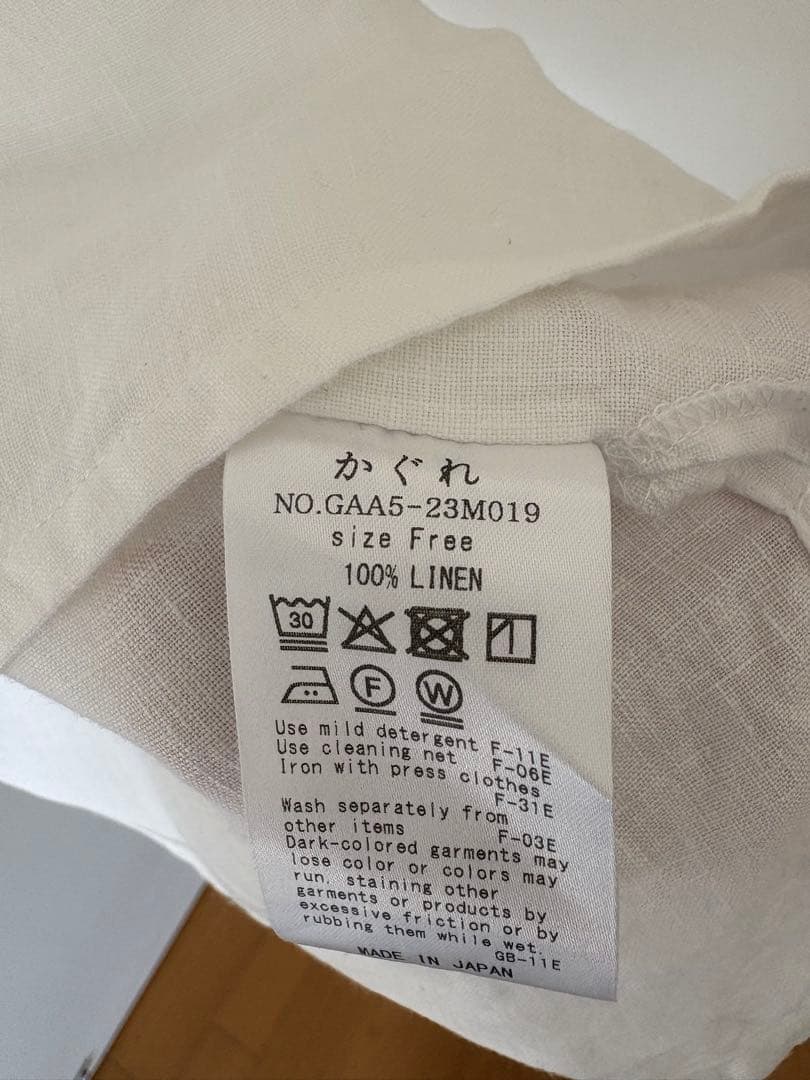 かぐれ
NO.GAA5-23M019
size Free
100% LINEN
30
F W
Use mild detergent F-11E
Use cleaning net F-06E
Iron with press clothes
F-31E
Wash separately from
other items F-03E
Dark-colored garments may
lose color or colors may
run, staining other
garments or products by
excessive friction or by
rubbing them while wet.
GB-11E
MADE IN JAPAN